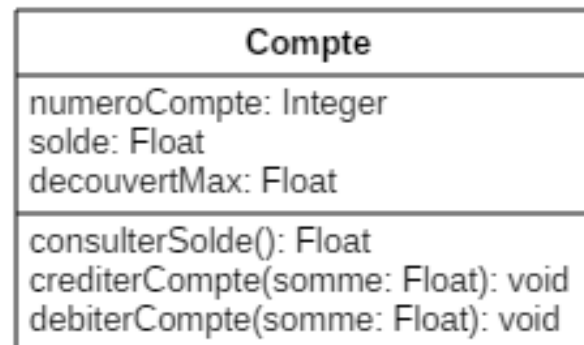 Compte
numeroCompte: Integer
solde: Float
decouvertMax: Float
consulterSolde(): Float
crediterCompte(somme: Float): void
debiterCompte(somme: Float): void